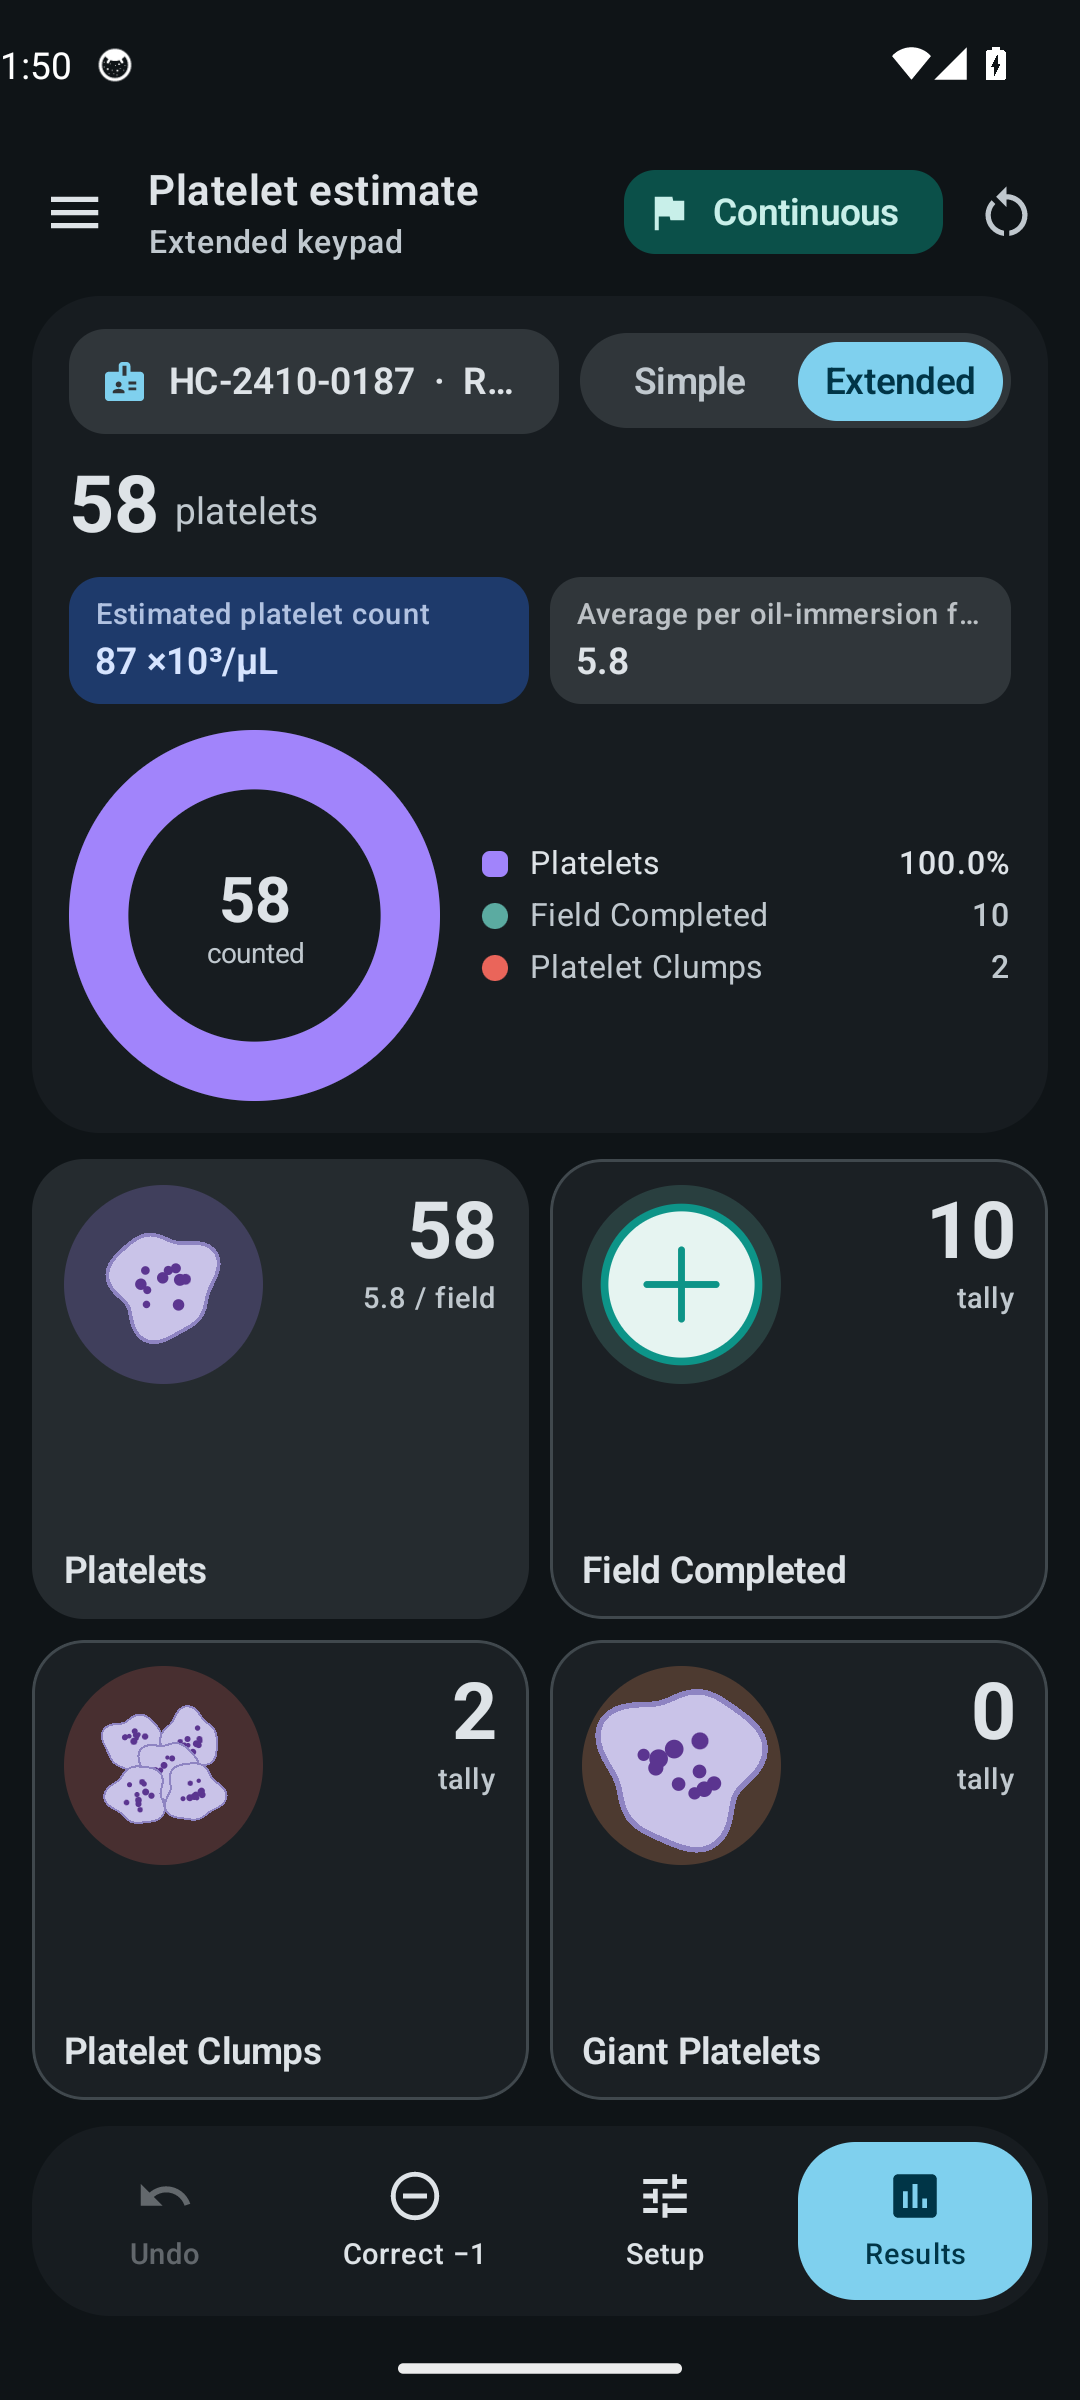 1:50
Platelet estimate
Extended keypad
Continuous
HC-2410-0187 · R...
Simple
Extended
58 platelets
Estimated platelet count
87 ×10³/µL
Average per oil-immersion f...
5.8
58
counted
Platelets 100.0%
Field Completed 10
Platelet Clumps 2
58
5.8 / field
Platelets
10
tally
Field Completed
2
tally
Platelet Clumps
0
tally
Giant Platelets
Undo
Correct −1
Setup
Results